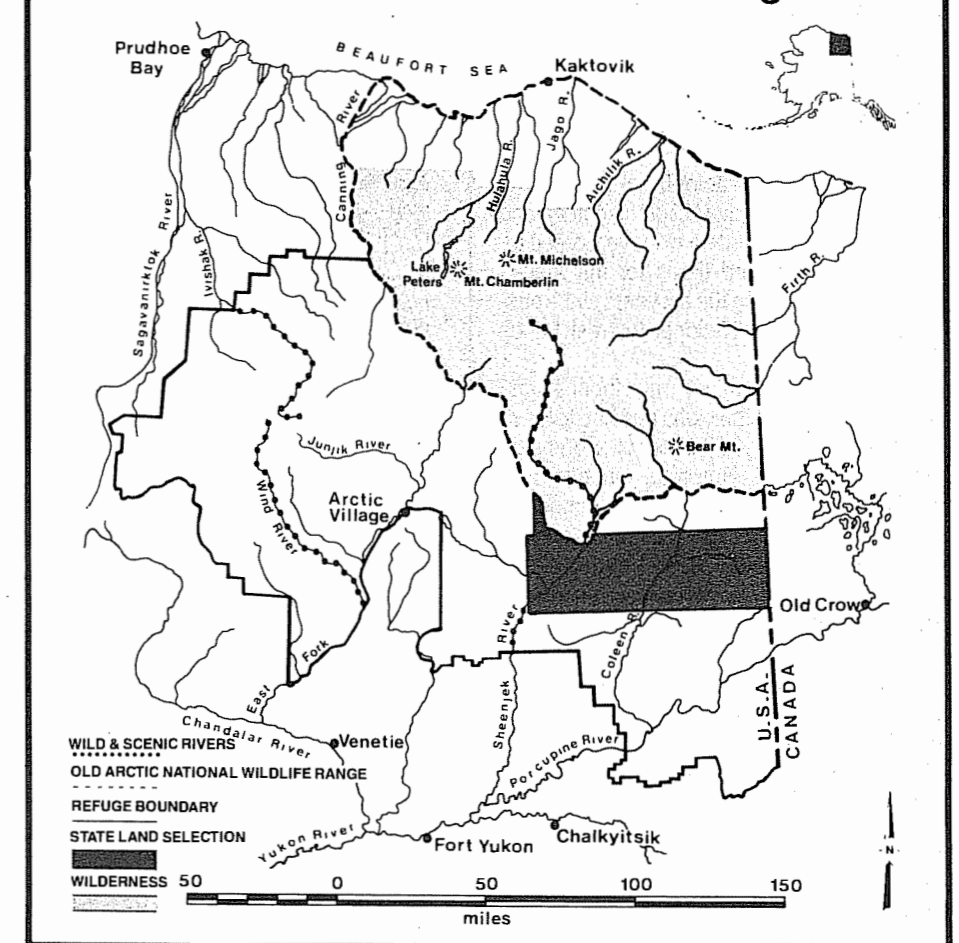 BEAUFORT SEA
Prudhoe
Bay
Kaktovik
Canning River
Hulahula R.
Jago R.
Aichilik R.
Sagavanirktok River
Ivishak R.
Lake
Peters
Mt. Michelson
Mt. Chamberlin
Firth R.
Junjik River
Bear Mt.
Wind River
Arctic
Village
Old Crow
East Fork
Chandalar River
Sheenjek River
Coleen R.
Porcupine River
U.S.A.
CANADA
Venetie
Yukon River
Fort Yukon
Chalkyitsik
WILD & SCENIC RIVERS
OLD ARCTIC NATIONAL WILDLIFE RANGE
REFUGE BOUNDARY
STATE LAND SELECTION
WILDERNESS
50 0 50 100 150
miles
N